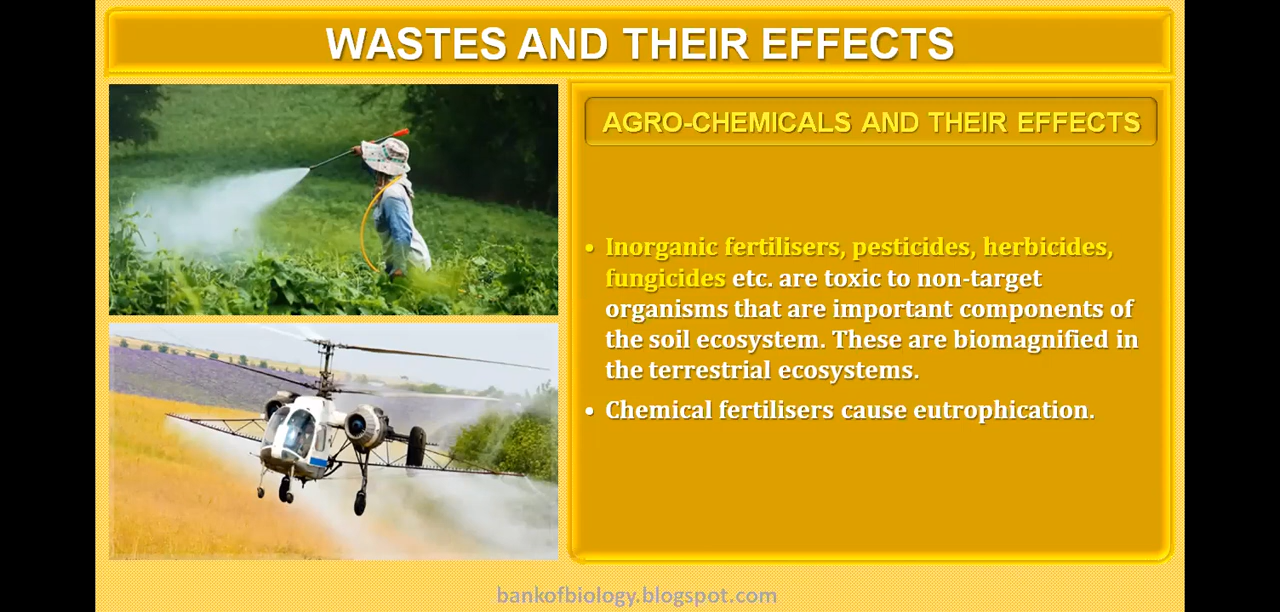 WASTES AND THEIR EFFECTS
AGRO-CHEMICALS AND THEIR EFFECTS
• Inorganic fertilisers, pesticides, herbicides,
fungicides etc. are toxic to non-target
organisms that are important components of
the soil ecosystem. These are biomagnified in
the terrestrial ecosystems.
• Chemical fertilisers cause eutrophication.
bankofbiology.blogspot.com